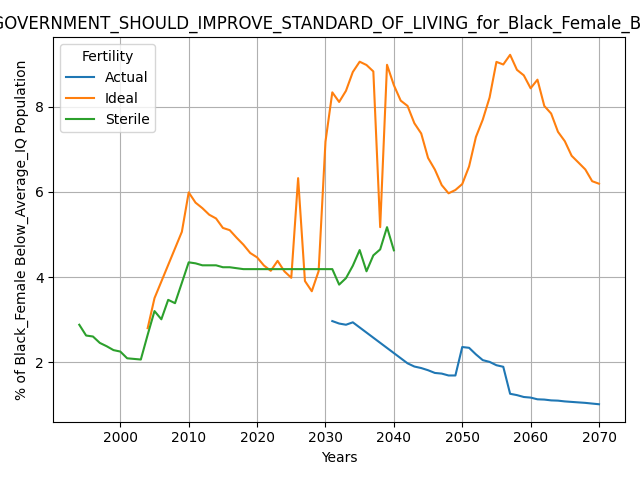 GOVERNMENT_SHOULD_IMPROVE_STANDARD_OF_LIVING_for_Black_Female_B
Fertility
Actual
Ideal
Sterile
% of Black_Female Below_Average_IQ Population
8
6
4
2
2000 2010 2020 2030 2040 2050 2060 2070
Years